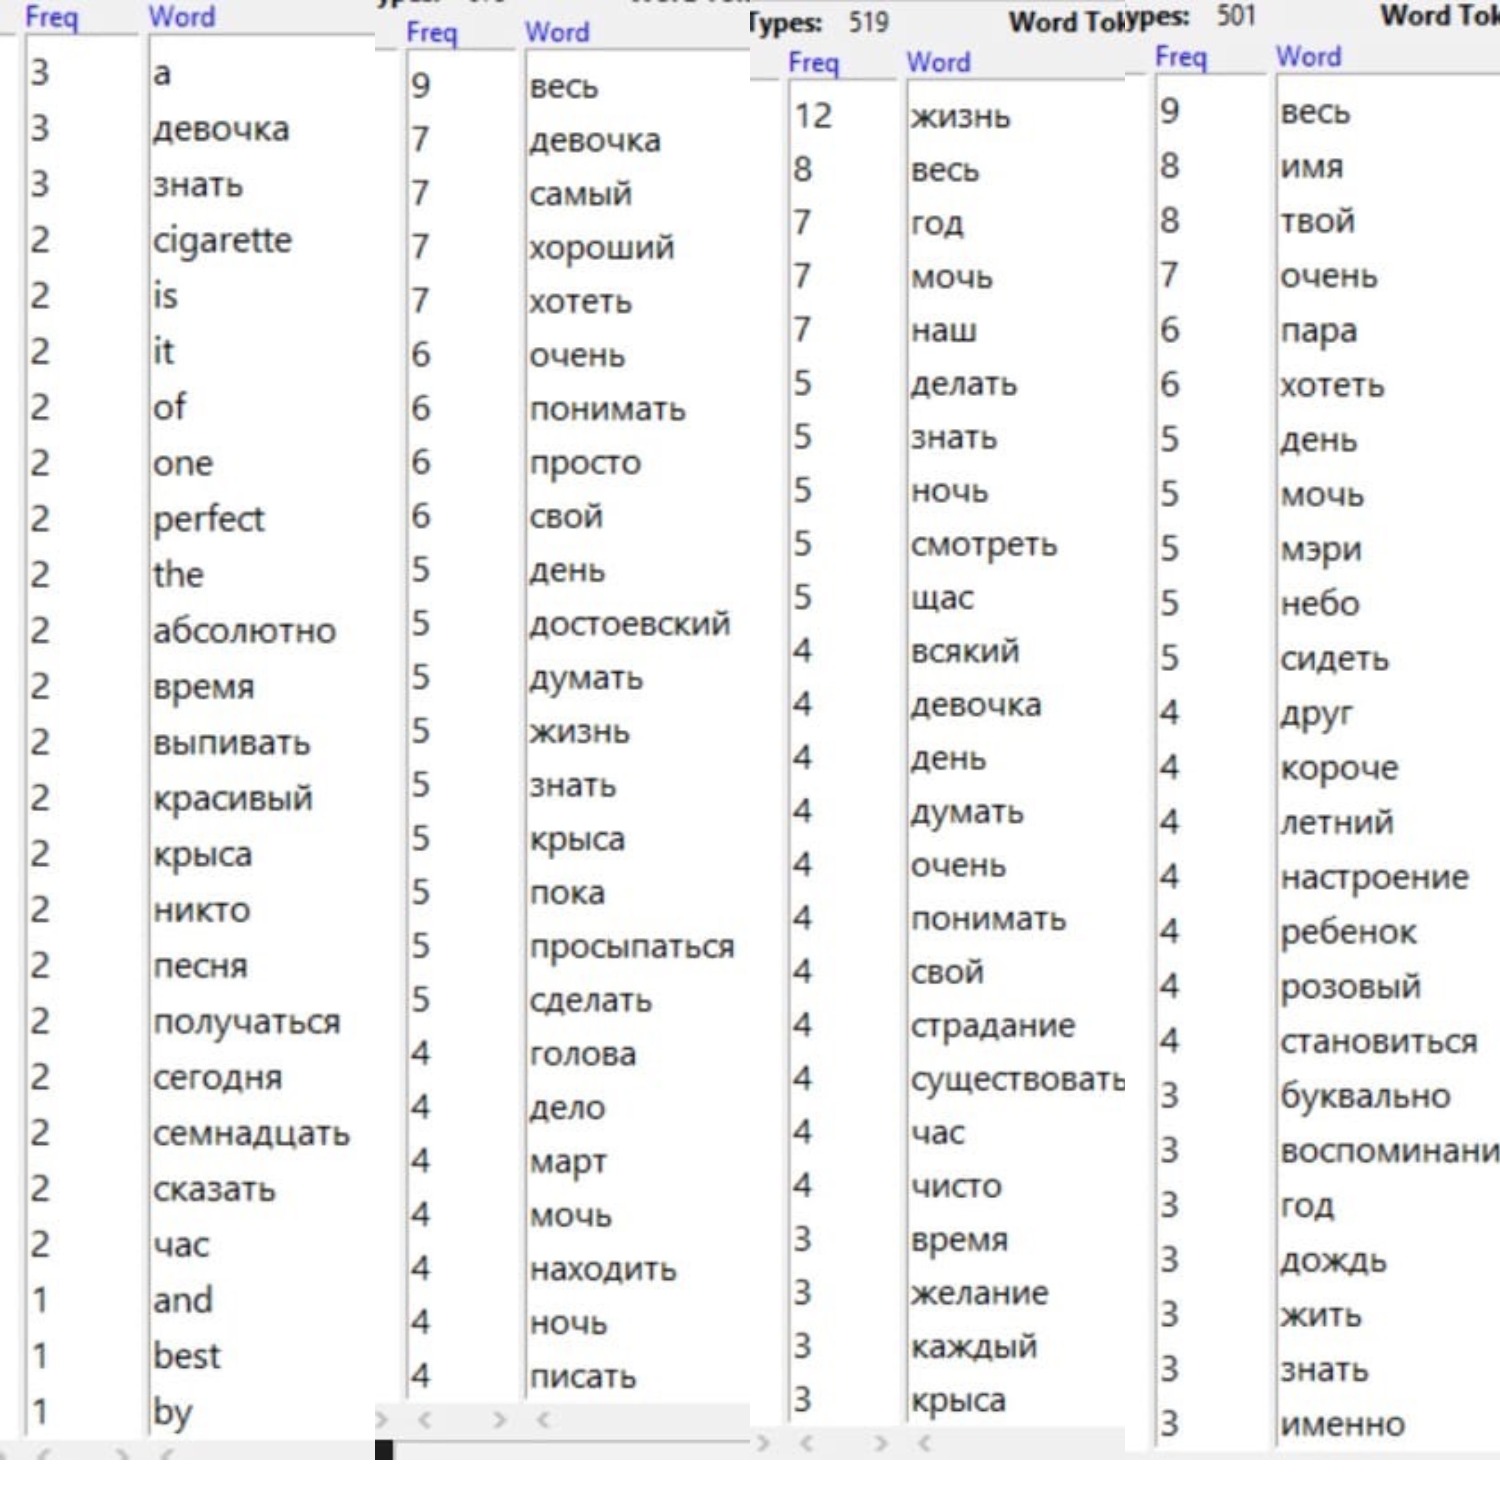 Freq Word
3 a
3 девочка
3 знать
2 cigarette
2 is
2 it
2 of
2 one
2 perfect
2 the
2 абсолютно
2 время
2 выпивать
2 красивый
2 крыса
2 никто
2 песня
2 получаться
2 сегодня
2 семнадцать
2 сказать
2 час
1 and
1 best
1 by
Freq Word
9 весь
7 девочка
7 самый
7 хороший
7 хотеть
6 очень
6 понимать
6 просто
6 свой
5 день
5 достоевский
5 думать
5 жизнь
5 знать
5 крыса
5 пока
5 просыпаться
5 сделать
4 голова
4 дело
4 март
4 мочь
4 находить
4 ночь
4 писать
Types: 519 Word Tok
Freq Word
12 жизнь
8 весь
7 год
7 мочь
7 наш
5 делать
5 знать
5 ночь
5 смотреть
5 щас
4 всякий
4 девочка
4 день
4 думать
4 очень
4 понимать
4 свой
4 страдание
4 существовать
4 час
4 чисто
3 время
3 желание
3 каждый
3 крыса
ypes: 501 Word Tok
Freq Word
9 весь
8 имя
8 твой
7 очень
6 пара
6 хотеть
5 день
5 мочь
5 мэри
5 небо
5 сидеть
4 друг
4 короче
4 летний
4 настроение
4 ребенок
4 розовый
4 становиться
3 буквально
3 воспоминани
3 год
3 дождь
3 жить
3 знать
3 именно